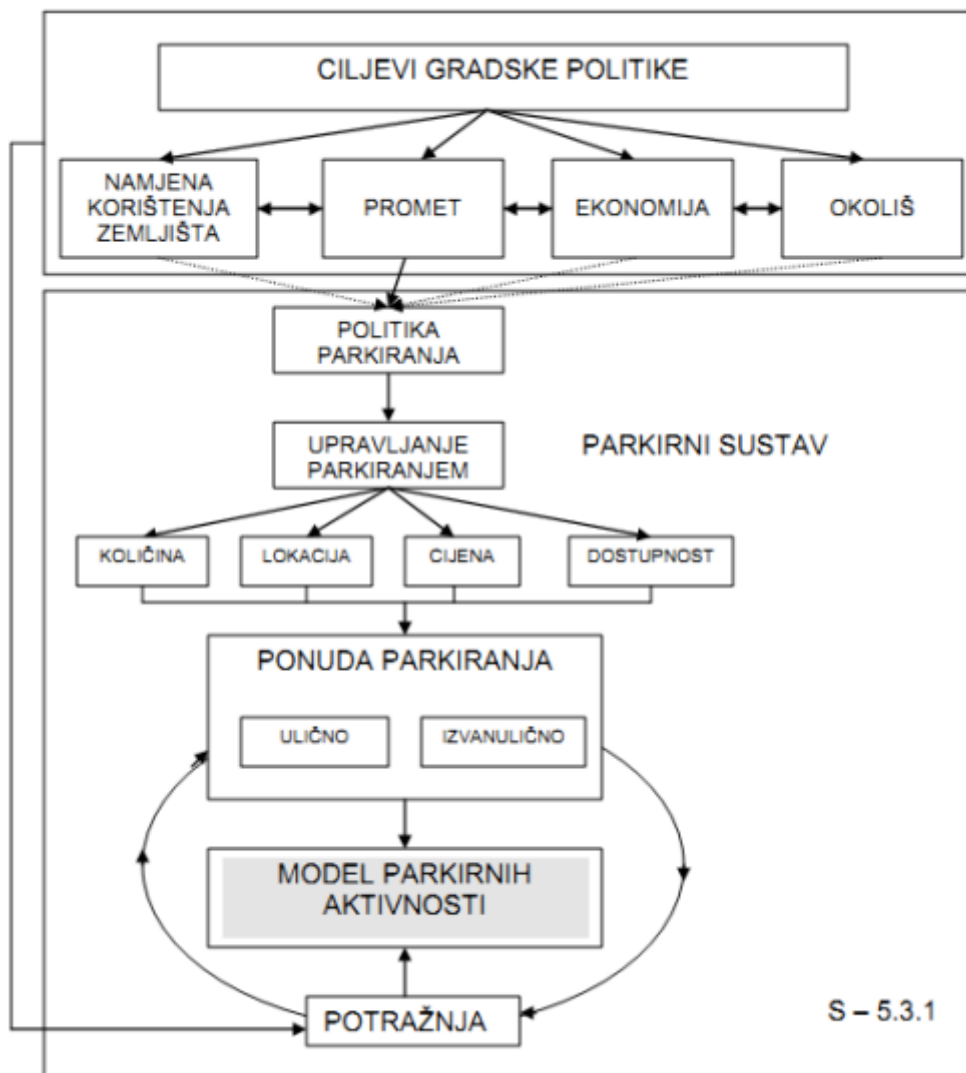 CILJEVI GRADSKE POLITIKE
NAMJENA
KORIŠTENJA
ZEMLJIŠTA
PROMET
EKONOMIJA
OKOLIŠ
POLITIKA
PARKIRANJA
UPRAVLJANJE
PARKIRANJEM
PARKIRNI SUSTAV
KOLIČINA
LOKACIJA
CIJENA
DOSTUPNOST
PONUDA PARKIRANJA
ULIČNO
IZVANULIČNO
MODEL PARKIRNIH
AKTIVNOSTI
POTRAŽNJA
S – 5.3.1